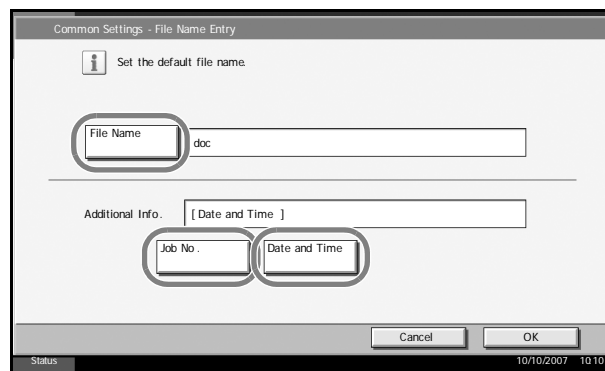 Common Settings - File Name Entry
Set the default file name.
File Name
doc
Additional Info.
[ Date and Time ]
Job No.
Date and Time
Cancel
OK
Status
10/10/2007 10:10